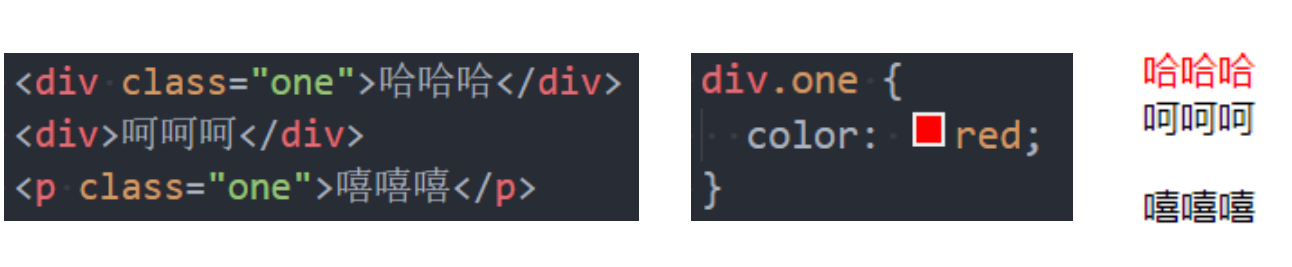 <div class="one">哈哈哈</div>
<div>呵呵呵</div>
<p class="one">嘻嘻嘻</p>
div.one {
color: red;
}
哈哈哈
呵呵呵
嘻嘻嘻